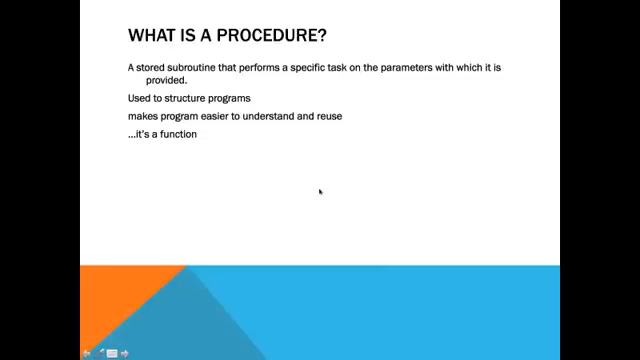 WHAT IS A PROCEDURE?
A stored subroutine that performs a specific task on the parameters with which it is
provided.
Used to structure programs
makes program easier to understand and reuse
...it's a function